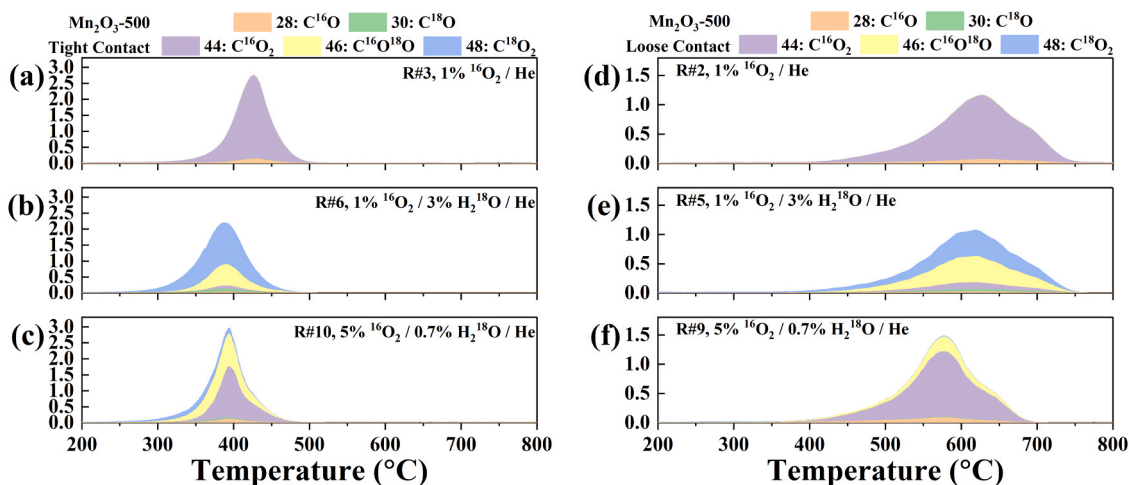 Mn₂O₃-500 28: C¹⁶O 30: C¹⁸O
Tight Contact 44: C¹⁶O₂ 46: C¹⁶O¹⁸O 48: C¹⁸O₂
(a)
R#3, 1% ¹⁶O₂ / He
3.0
2.5
2.0
1.5
1.0
0.5
0.0
(b)
R#6, 1% ¹⁶O₂ / 3% H₂¹⁸O / He
3.0
2.5
2.0
1.5
1.0
0.5
0.0
(c)
R#10, 5% ¹⁶O₂ / 0.7% H₂¹⁸O / He
3.0
2.5
2.0
1.5
1.0
0.5
0.0
200 300 400 500 600 700 800
Temperature (°C)
Mn₂O₃-500 28: C¹⁶O 30: C¹⁸O
Loose Contact 44: C¹⁶O₂ 46: C¹⁶O¹⁸O 48: C¹⁸O₂
(d)
R#2, 1% ¹⁶O₂ / He
1.5
1.0
0.5
0.0
(e)
R#5, 1% ¹⁶O₂ / 3% H₂¹⁸O / He
1.5
1.0
0.5
0.0
(f)
R#9, 5% ¹⁶O₂ / 0.7% H₂¹⁸O / He
1.5
1.0
0.5
0.0
200 300 400 500 600 700 800
Temperature (°C)